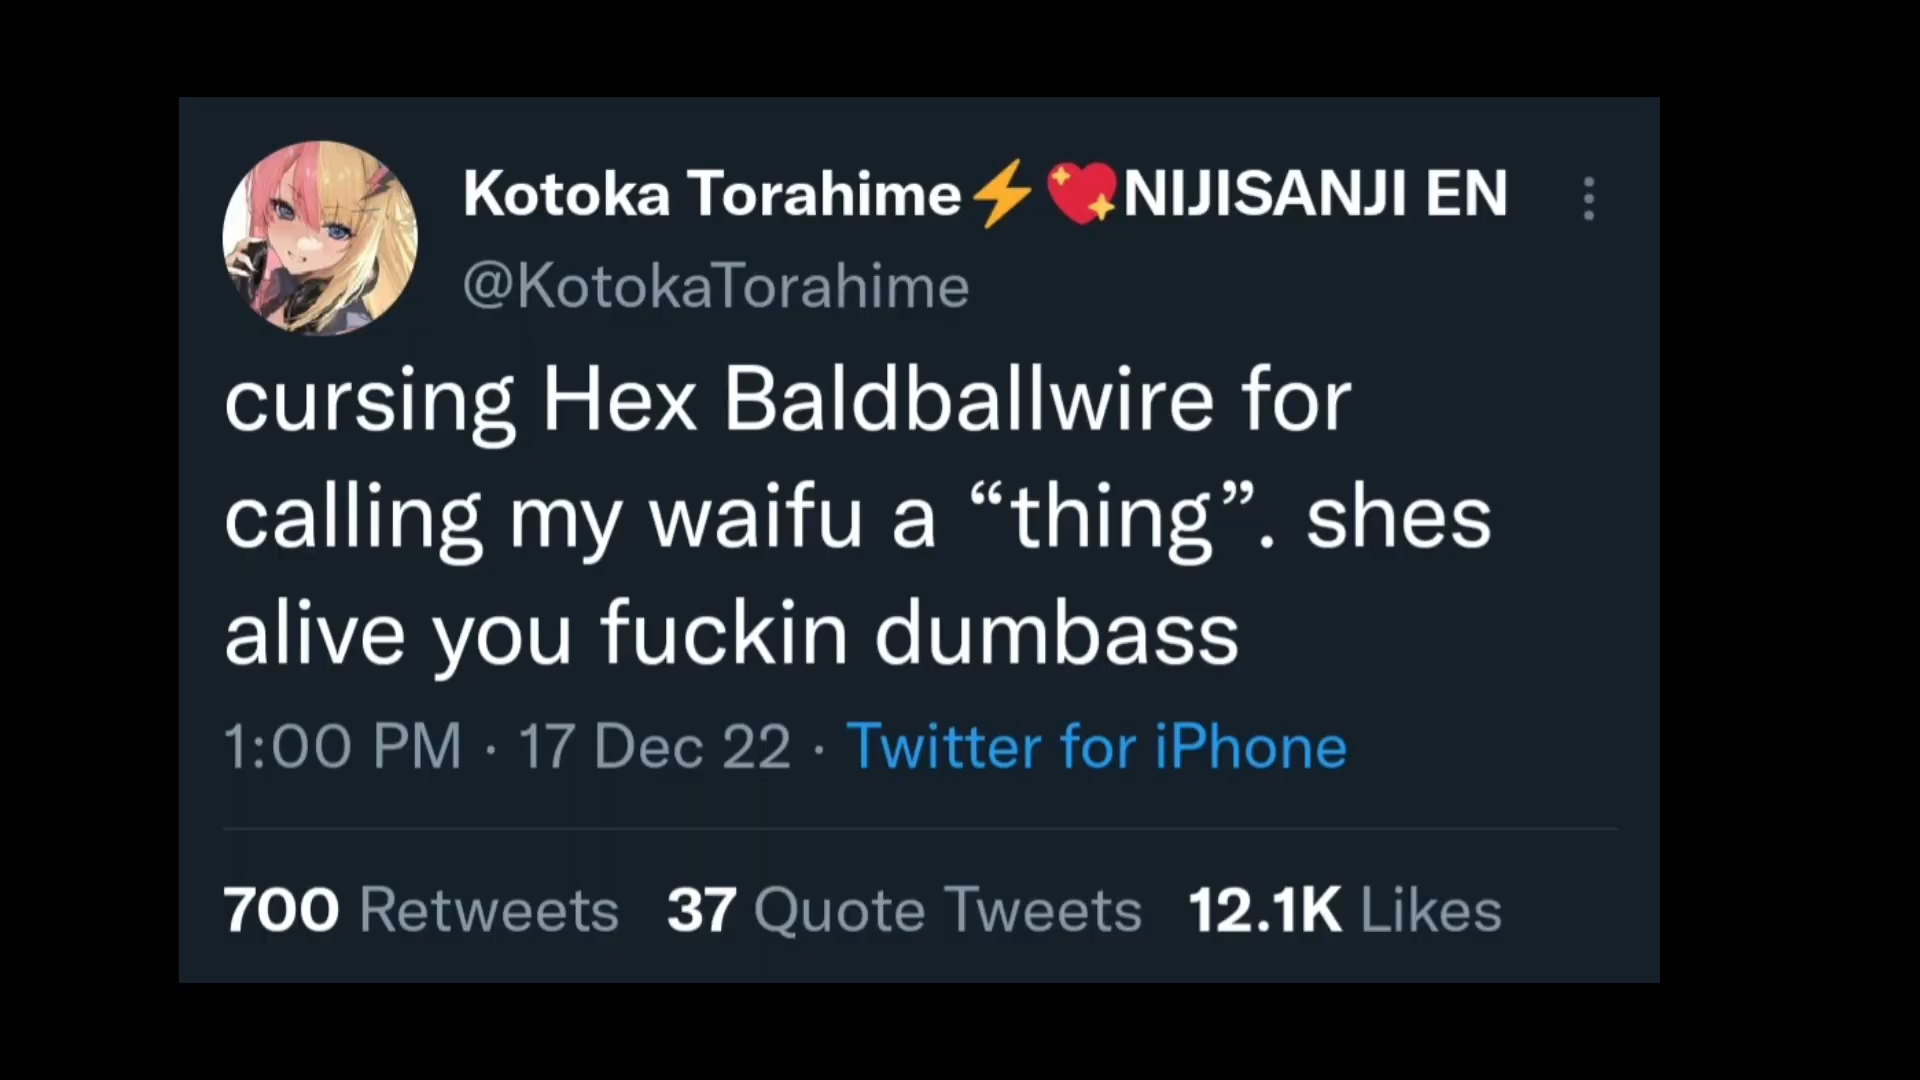 Kotoka Torahime⚡💖NIJISANJI EN
@KotokaTorahime
cursing Hex Baldballwire for
calling my waifu a “thing”. shes
alive you fuckin dumbass
1:00 PM · 17 Dec 22 · Twitter for iPhone
700 Retweets 37 Quote Tweets 12.1K Likes